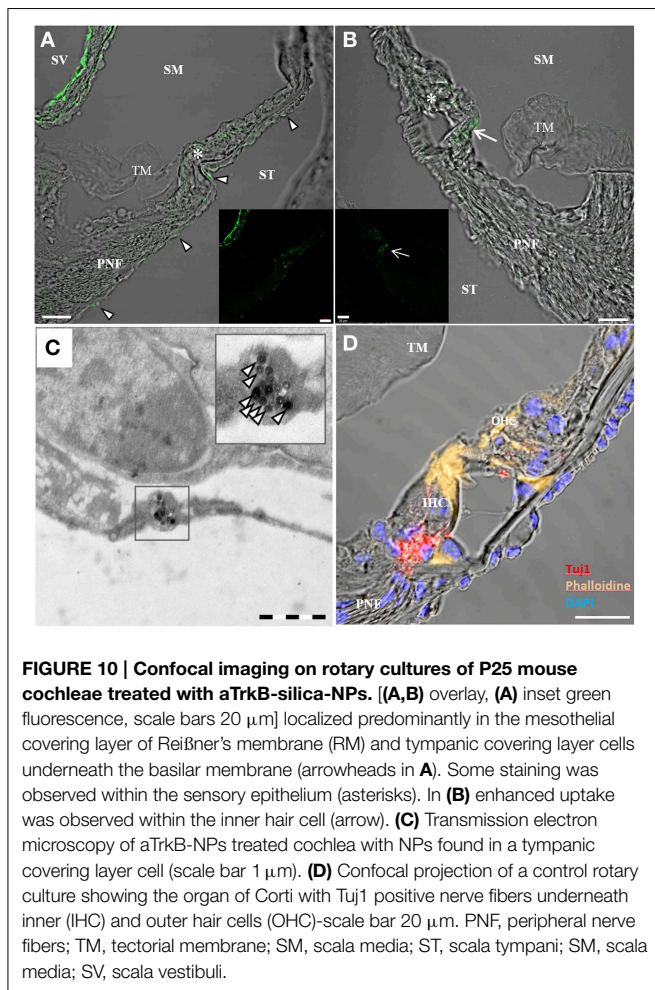 A
SV
SM
TM
*
ST
PNF
B
SM
*
TM
PNF
ST
C
D
TM
OHC
*
IHC
PNF
Tuj1
Phalloidine
DAPI
FIGURE 10 | Confocal imaging on rotary cultures of P25 mouse
cochleae treated with aTrkB-silica-NPs. [(A,B) overlay, (A) inset green
fluorescence, scale bars 20 μm] localized predominantly in the mesothelial
covering layer of Reißner's membrane (RM) and tympanic covering layer cells
underneath the basilar membrane (arrowheads in A). Some staining was
observed within the sensory epithelium (asterisks). In (B) enhanced uptake
was observed within the inner hair cell (arrow). (C) Transmission electron
microscopy of aTrkB-NPs treated cochlea with NPs found in a tympanic
covering layer cell (scale bar 1 μm). (D) Confocal projection of a control rotary
culture showing the organ of Corti with Tuj1 positive nerve fibers underneath
inner (IHC) and outer hair cells (OHC)-scale bar 20 μm. PNF, peripheral nerve
fibers; TM, tectorial membrane; SM, scala media; ST, scala tympani; SM, scala
media; SV, scala vestibuli.